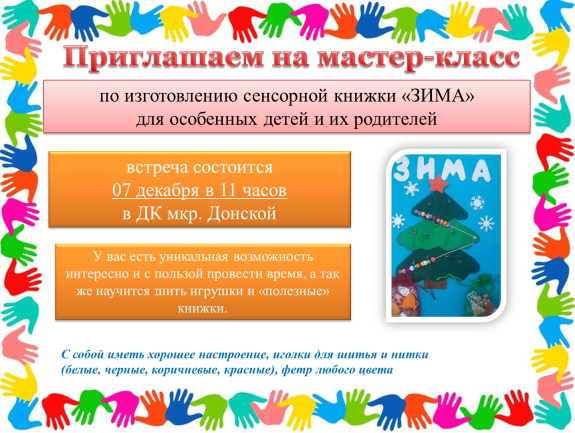 Приглашаем на мастер-класс
по изготовлению сенсорной книжки «ЗИМА»
для особенных детей и их родителей
встреча состоится
07 декабря в 11 часов
в ДК мкр. Донской
ЗИМА
У вас есть уникальная возможность
интересно и с пользой провести время, а так
же научится шить игрушки и «полезные»
книжки.
С собой иметь хорошее настроение, иголки для шитья и нитки
(белые, черные, коричневые, красные), фетр любого цвета